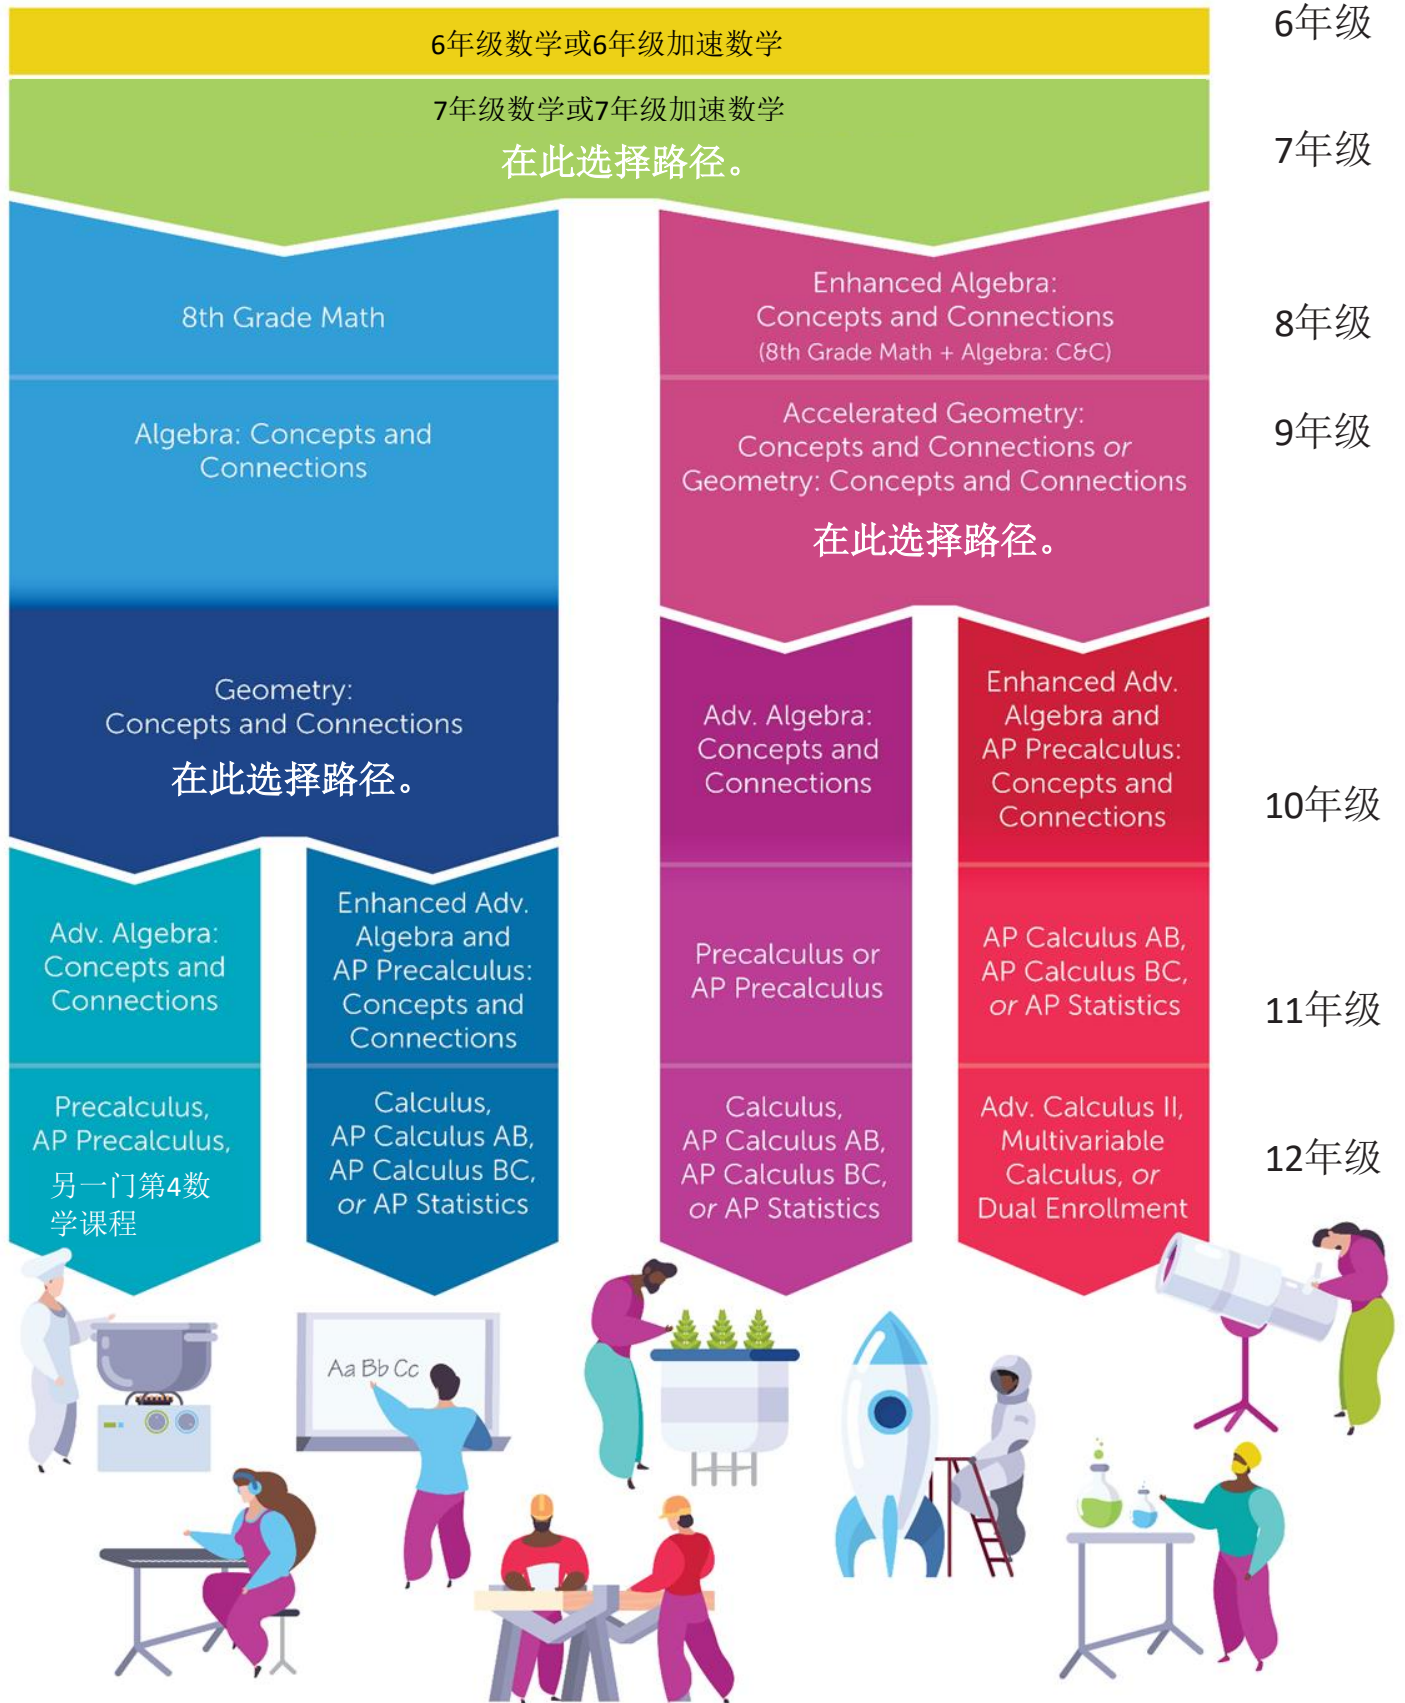 6年级
6年级数学或6年级加速数学
7年级数学或7年级加速数学
在此选择路径。
7年级
8th Grade Math
Enhanced Algebra:
Concepts and Connections
(8th Grade Math + Algebra: C&C)
8年级
Algebra: Concepts and
Connections
Accelerated Geometry:
Concepts and Connections or
Geometry: Concepts and Connections
在此选择路径。
9年级
Geometry:
Concepts and Connections
在此选择路径。
Adv. Algebra:
Concepts and
Connections
Enhanced Adv.
Algebra and
AP Precalculus:
Concepts and
Connections
10年级
Adv. Algebra:
Concepts and
Connections
Enhanced Adv.
Algebra and
AP Precalculus:
Concepts and
Connections
Precalculus or
AP Precalculus
AP Calculus AB,
AP Calculus BC,
or AP Statistics
11年级
Precalculus,
AP Precalculus,
另一门第4数
学课程
Calculus,
AP Calculus AB,
AP Calculus BC,
or AP Statistics
Calculus,
AP Calculus AB,
AP Calculus BC,
or AP Statistics
Adv. Calculus II,
Multivariable
Calculus, or
Dual Enrollment
12年级
Aa Bb Cc